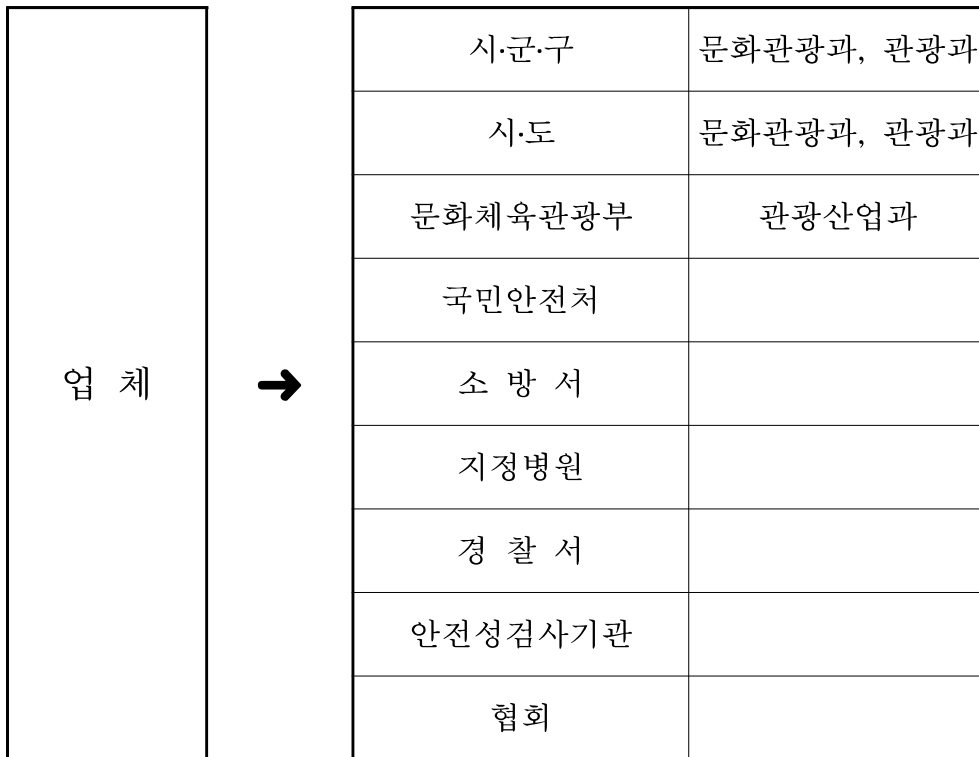 업 체
➜
시·군·구 문화관광과, 관광과
시·도 문화관광과, 관광과
문화체육관광부 관광산업과
국민안전처
소 방 서
지정병원
경 찰 서
안전성검사기관
협회